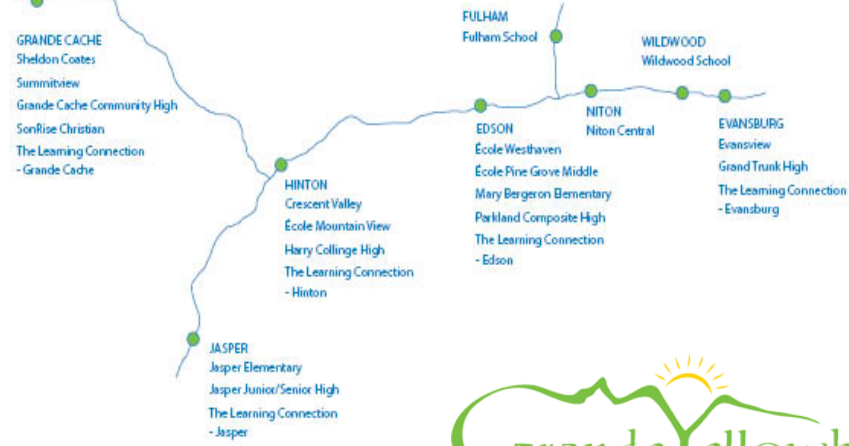 GRANDE CACHE
Sheldon Coates
Summitview
Grande Cache Community High
SonRise Christian
The Learning Connection
- Grande Cache
FULHAM
Fulham School
WILDWOOD
Wildwood School
NITON
Niton Central
EVANSBURG
Evansview
Grand Trunk High
The Learning Connection
- Evansburg
EDSON
École Westhaven
École Pine Grove Middle
Mary Bergeron Elementary
Parkland Composite High
The Learning Connection
- Edson
HINTON
Crescent Valley
École Mountain View
Harry Collinge High
The Learning Connection
- Hinton
JASPER
Jasper Elementary
Jasper Junior/Senior High
The Learning Connection
- Jasper